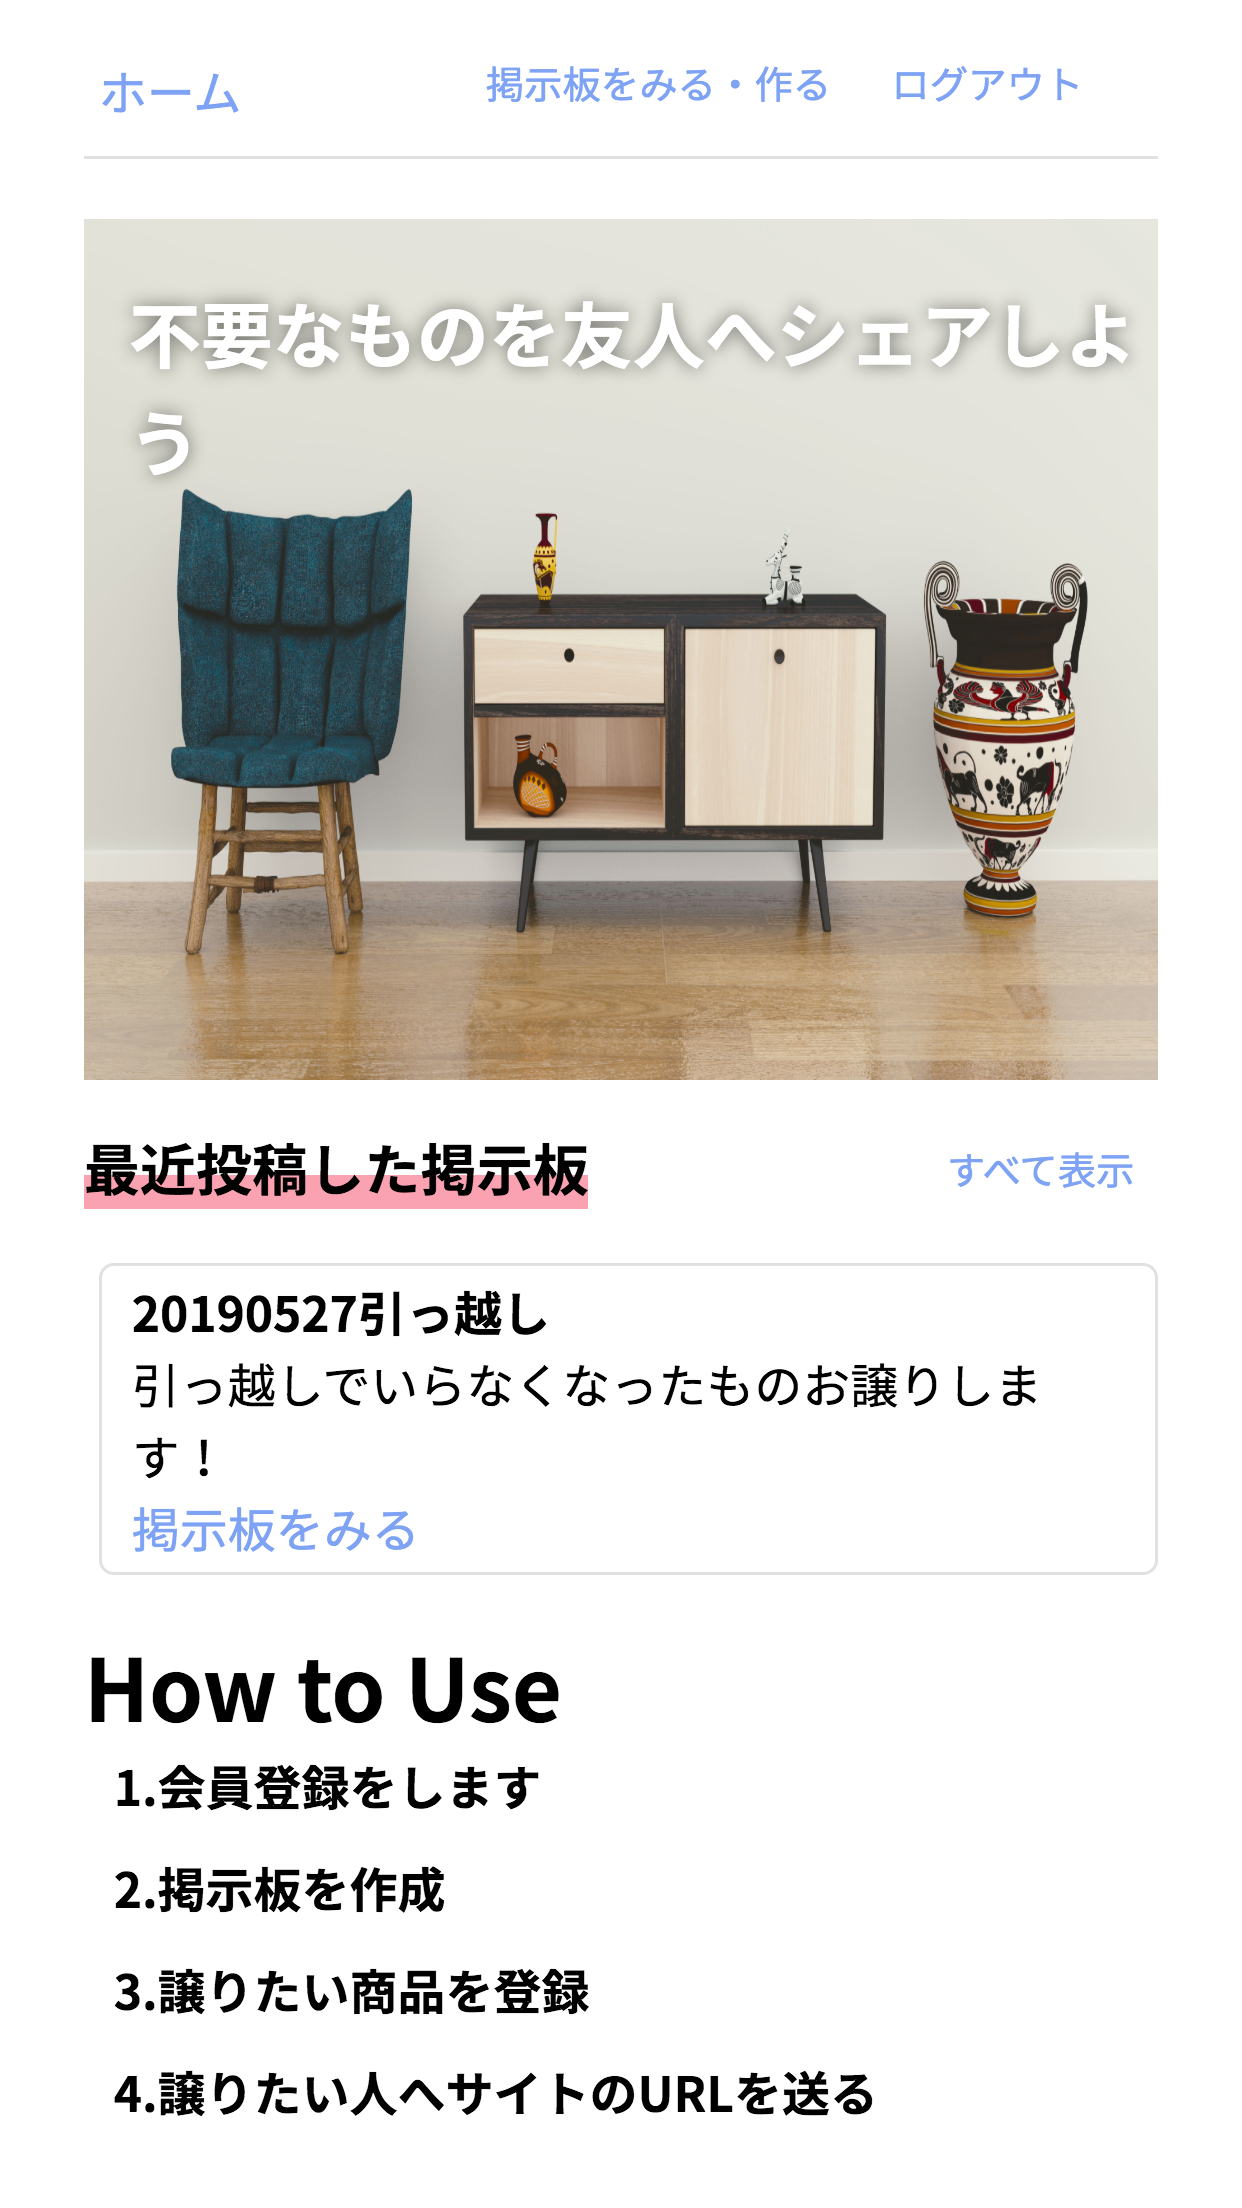 ホーム 掲示板をみる・作る ログアウト
不要なものを友人へシェアしよ
う
最近投稿した掲示板 すべて表示
20190527引っ越し
引っ越しでいらなくなったものお譲りしま
す！
掲示板をみる
How to Use
1.会員登録をします
2.掲示板を作成
3.譲りたい商品を登録
4.譲りたい人へサイトのURLを送る